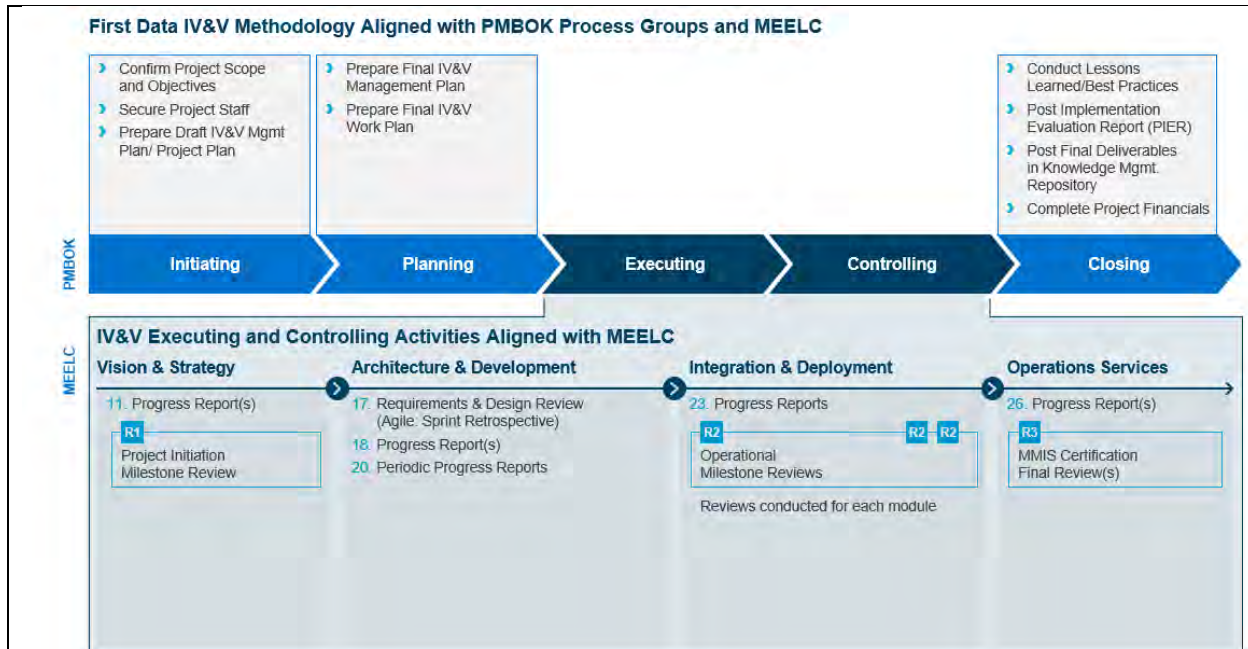 First Data IV&V Methodology Aligned with PMBOK Process Groups and MEELC
Confirm Project Scope
and Objectives
Secure Project Staff
Prepare Draft IV&V Mgmt
Plan/ Project Plan
Prepare Final IV&V
Management Plan
Prepare Final IV&V
Work Plan
Conduct Lessons
Learned/Best Practices
Post Implementation
Evaluation Report (PIER)
Post Final Deliverables
in Knowledge Mgmt.
Repository
Complete Project Financials
PMBOK
Initiating
Planning
Executing
Controlling
Closing
MEELC
IV&V Executing and Controlling Activities Aligned with MEELC
Vision & Strategy
11. Progress Report(s)
R1
Project Initiation
Milestone Review
Architecture & Development
17. Requirements & Design Review
(Agile: Sprint Retrospective)
18. Progress Report(s)
20. Periodic Progress Reports
Integration & Deployment
23. Progress Reports
R2 R2 R2
Operational
Milestone Reviews
Reviews conducted for each module
Operations Services
26. Progress Report(s)
R3
MMIS Certification
Final Review(s)